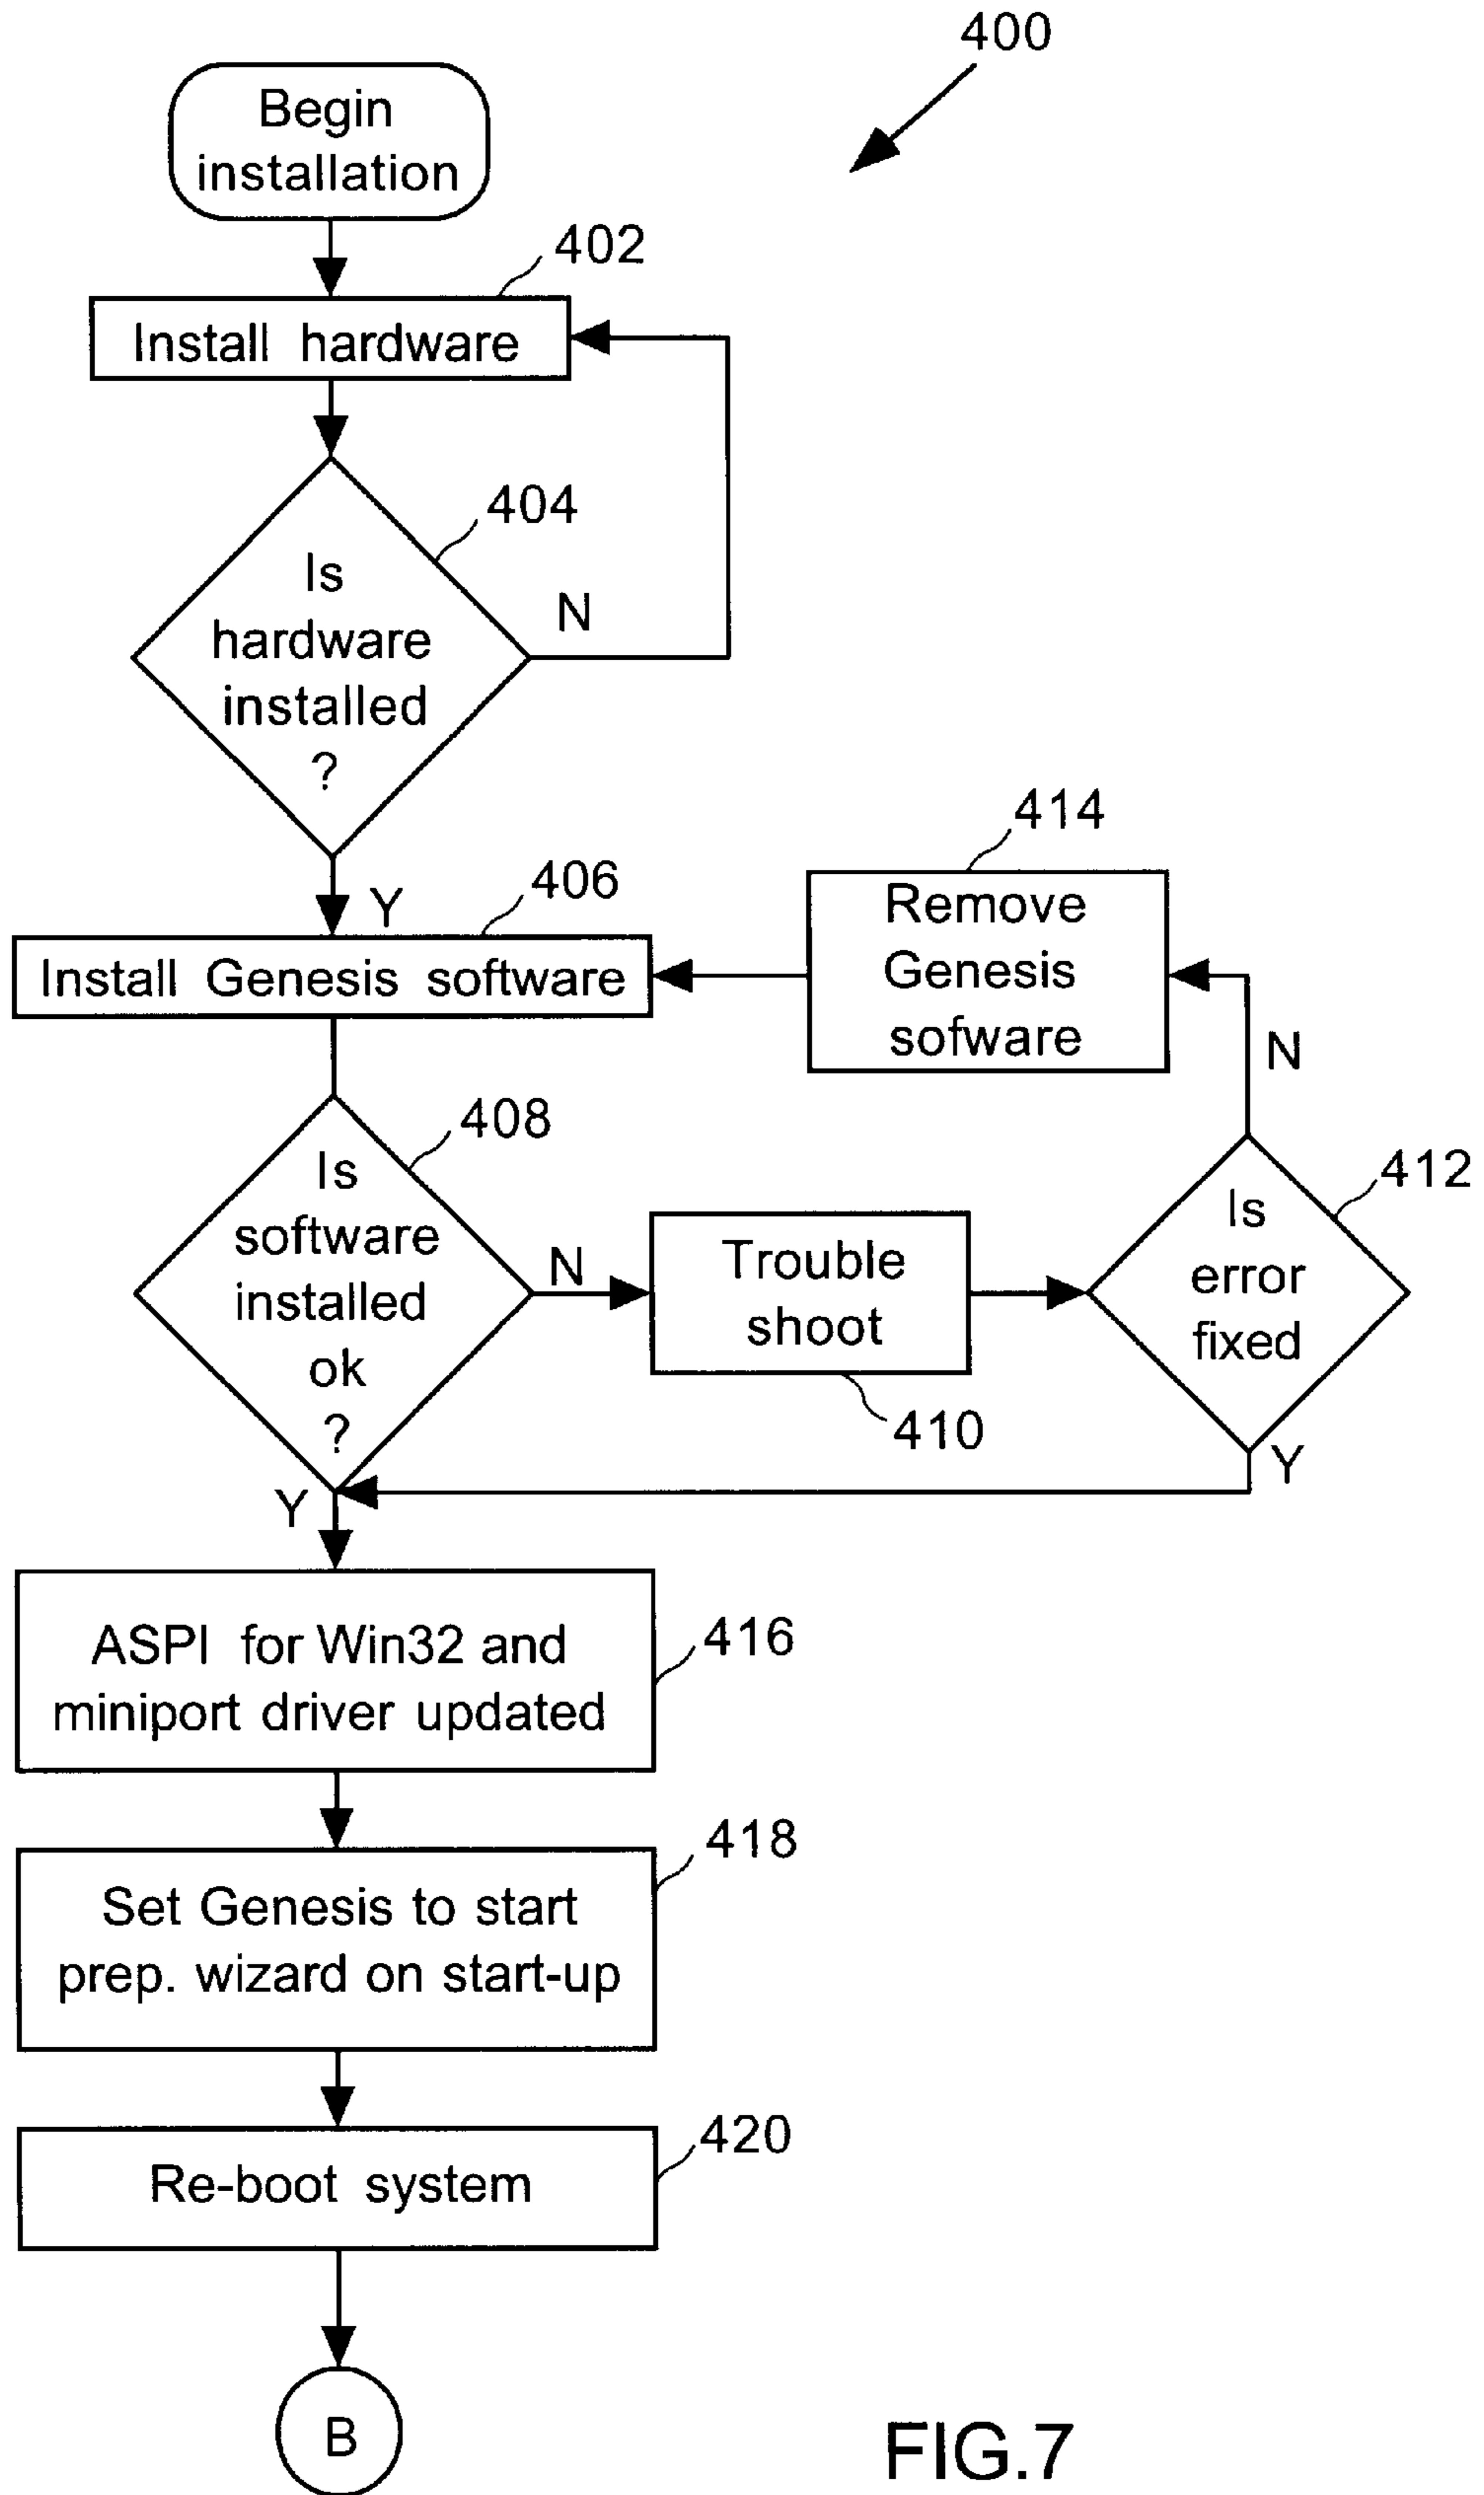 400
Begin
installation
402
Install hardware
404
Is
hardware
installed
?
N
Y
406
Install Genesis software
414
Remove
Genesis
sofware
N
408
Is
software
installed
ok
?
N
Trouble
shoot
410
412
Is
error
fixed
Y
Y
ASPI for Win32 and
miniport driver updated
416
Set Genesis to start
prep. wizard on start-up
418
Re-boot system
420
B
FIG.7